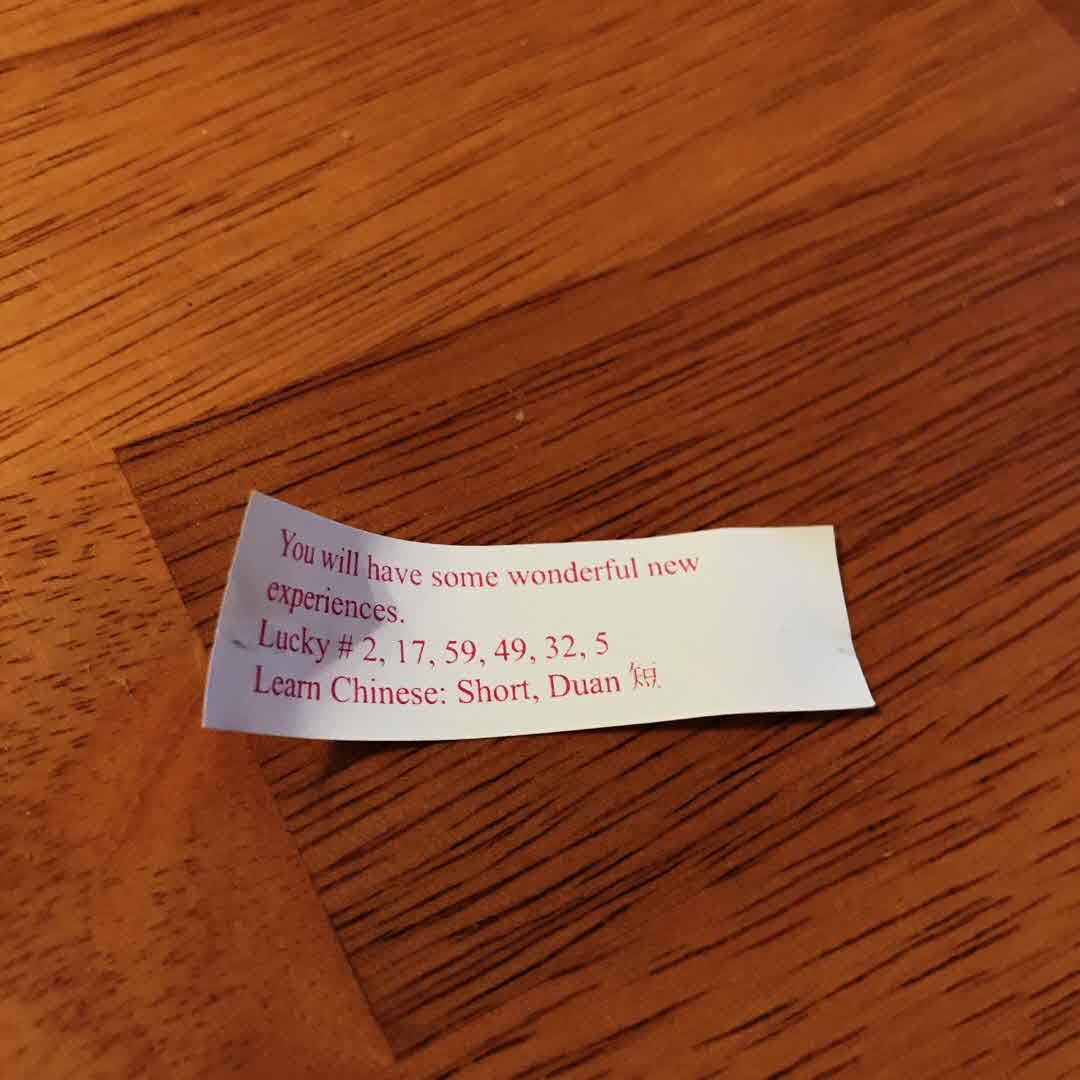 You will have some wonderful new
experiences.
Lucky # 2, 17, 59, 49, 32, 5
Learn Chinese: Short, Duan 短